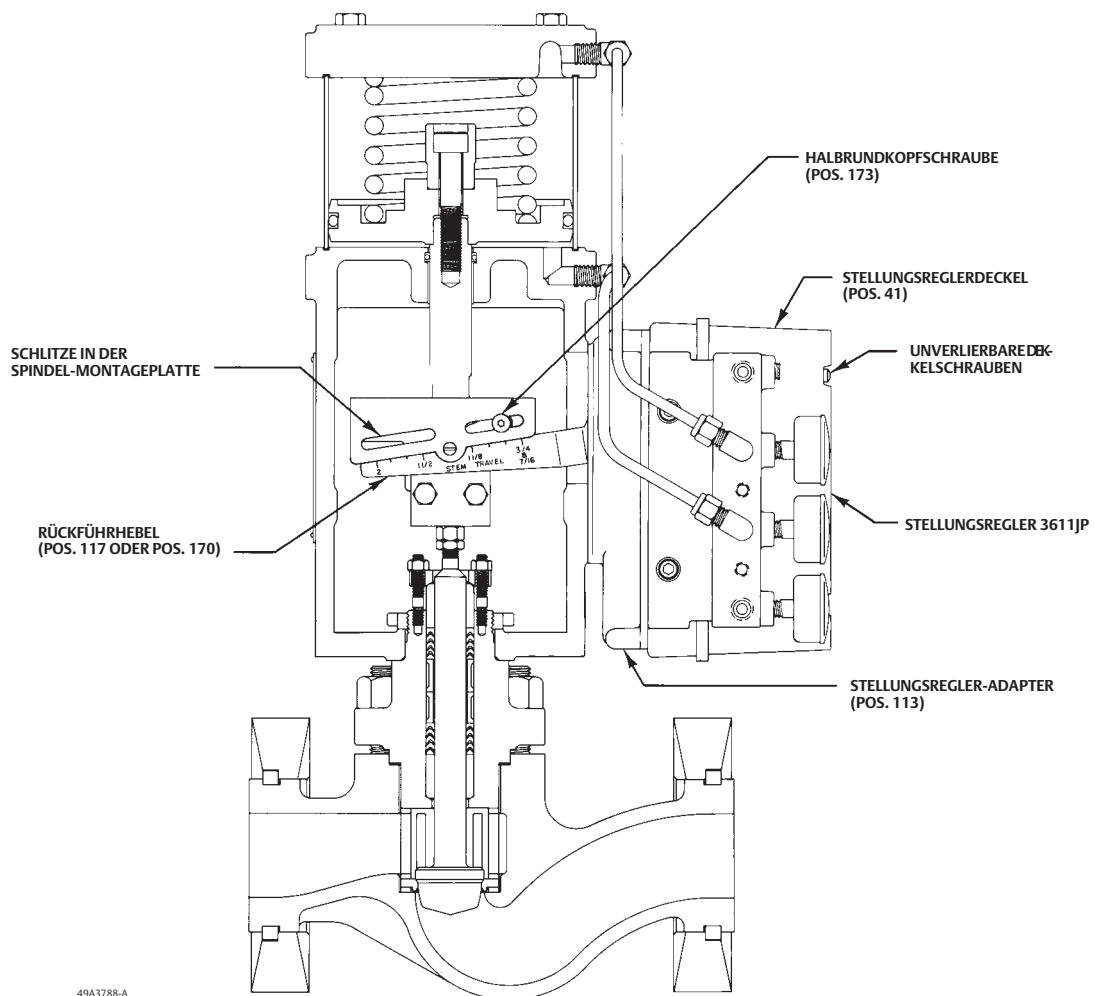 HALBRUNDKOPFSCHRAUBE
(POS. 173)
STELLUNGSREGLERDECKEL
(POS. 41)
SCHLITZE IN DER
SPINDEL-MONTAGEPLATTE
UNVERLIERBARE DEK-
KELSCHRAUBEN
2 1 1/2 1 1/8 3/4
STEM TRAVEL & 7/16
RÜCKFÜHRHEBEL
(POS. 117 ODER POS. 170)
STELLUNGSREGLER 3611JP
STELLUNGSREGLER-ADAPTER
(POS. 113)
49A3788-A